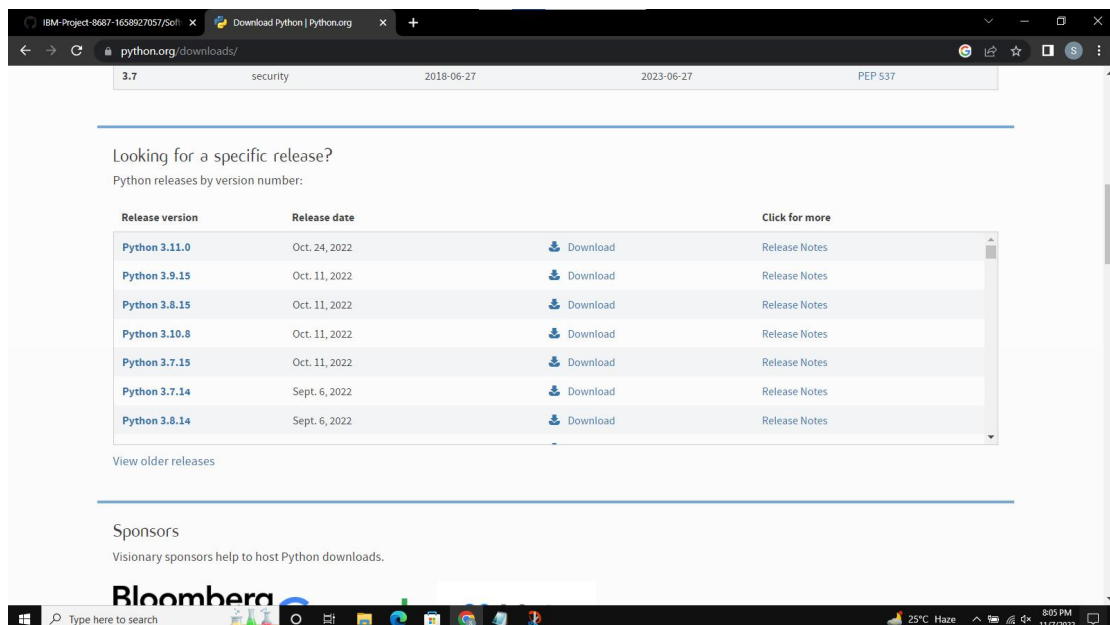 IBM-Project-8687-1658927057/Soft
Download Python | Python.org
python.org/downloads/
S
3.7 security 2018-06-27 2023-06-27 PEP 537
Looking for a specific release?
Python releases by version number:
Release version Release date Click for more
Python 3.11.0 Oct. 24, 2022 Download Release Notes
Python 3.9.15 Oct. 11, 2022 Download Release Notes
Python 3.8.15 Oct. 11, 2022 Download Release Notes
Python 3.10.8 Oct. 11, 2022 Download Release Notes
Python 3.7.15 Oct. 11, 2022 Download Release Notes
Python 3.7.14 Sept. 6, 2022 Download Release Notes
Python 3.8.14 Sept. 6, 2022 Download Release Notes
View older releases
Sponsors
Visionary sponsors help to host Python downloads.
Bloomberg
Type here to search
25°C Haze
8:05 PM
11/7/2022